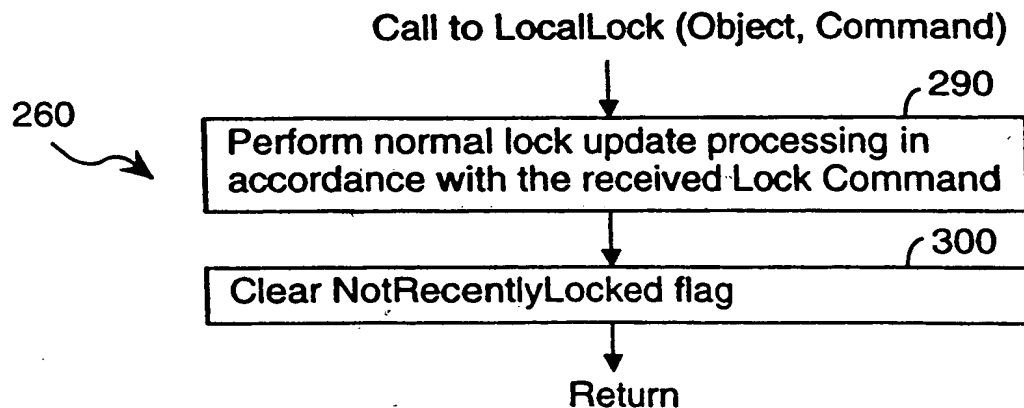 Call to LocalLock (Object, Command)
290
260
Perform normal lock update processing in
accordance with the received Lock Command
300
Clear NotRecentlyLocked flag
Return